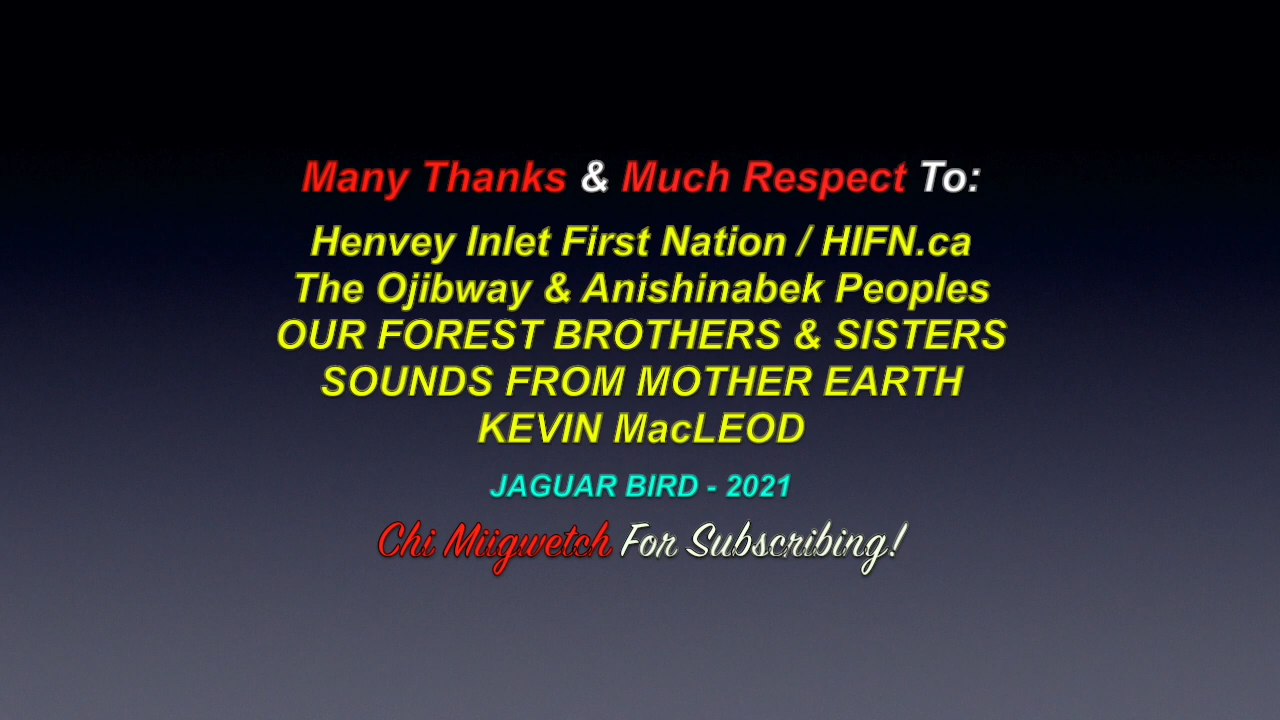 Many Thanks & Much Respect To:
Henvey Inlet First Nation / HIFN.ca
The Ojibway & Anishinabek Peoples
OUR FOREST BROTHERS & SISTERS
SOUNDS FROM MOTHER EARTH
KEVIN MacLEOD
JAGUAR BIRD - 2021
Chi Miigwetch For Subscribing!